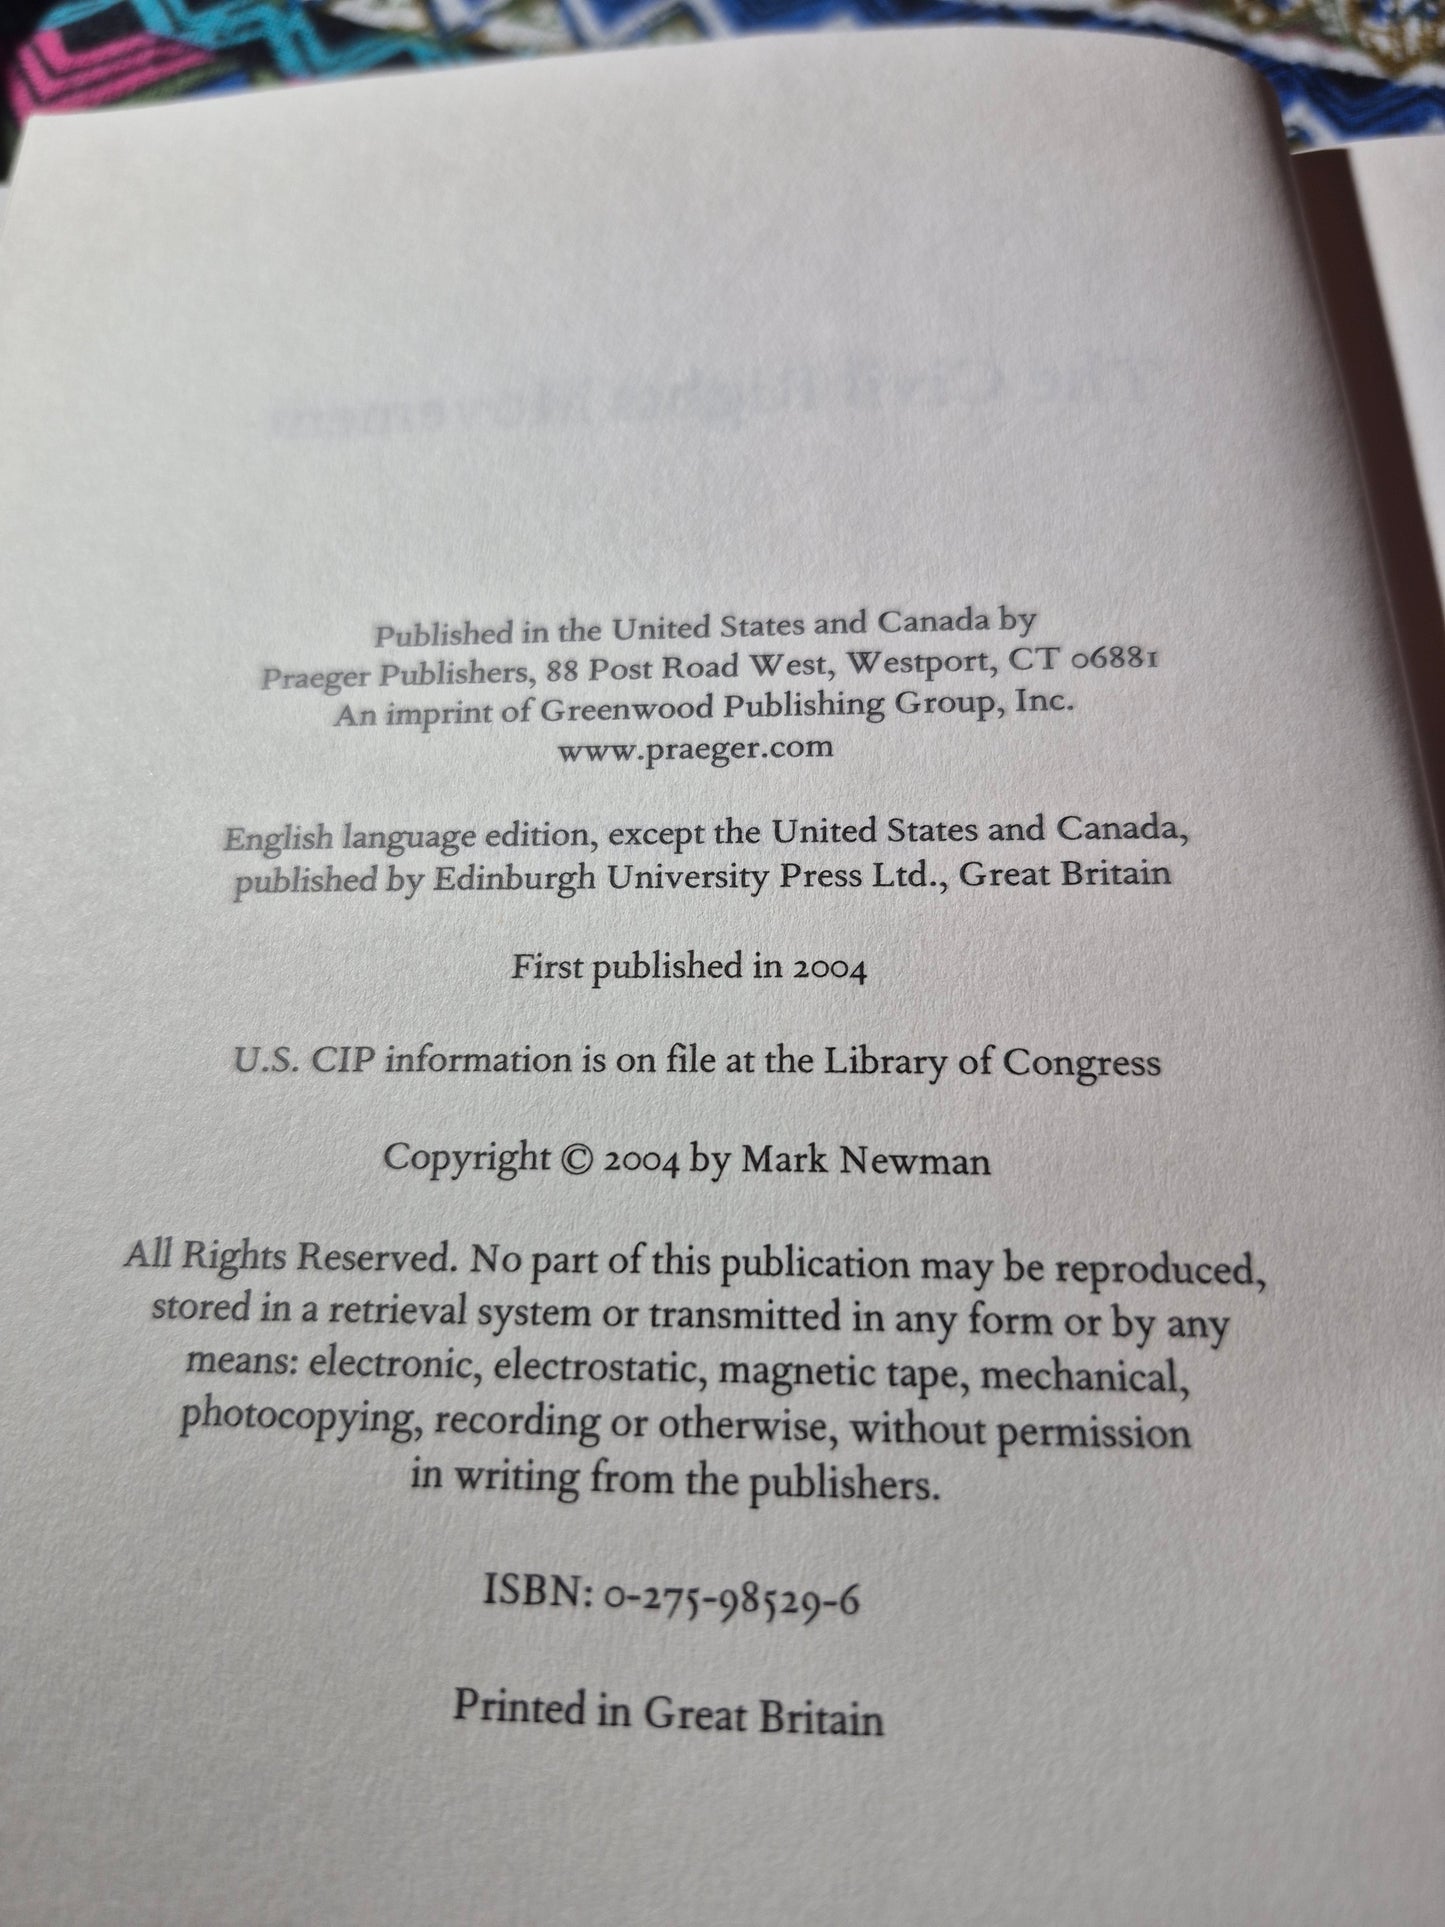 The Civil Rights Movement
Published in the United States and Canada by
Praeger Publishers, 88 Post Road West, Westport, CT 06881
An imprint of Greenwood Publishing Group, Inc.
www.praeger.com
English language edition, except the United States and Canada,
published by Edinburgh University Press Ltd., Great Britain
First published in 2004
U.S. CIP information is on file at the Library of Congress
Copyright © 2004 by Mark Newman
All Rights Reserved. No part of this publication may be reproduced,
stored in a retrieval system or transmitted in any form or by any
means: electronic, electrostatic, magnetic tape, mechanical,
photocopying, recording or otherwise, without permission
in writing from the publishers.
ISBN: 0-275-98529-6
Printed in Great Britain